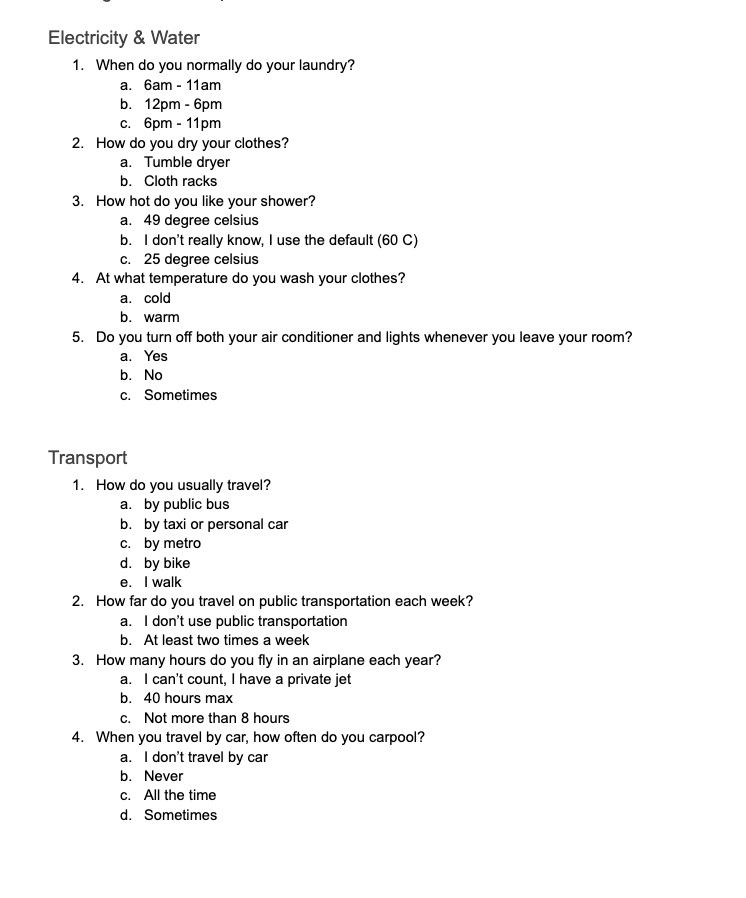 Electricity & Water
1. When do you normally do your laundry?
a. 6am - 11am
b. 12pm - 6pm
c. 6pm - 11pm
2. How do you dry your clothes?
a. Tumble dryer
b. Cloth racks
3. How hot do you like your shower?
a. 49 degree celsius
b. I don’t really know, I use the default (60 C)
c. 25 degree celsius
4. At what temperature do you wash your clothes?
a. cold
b. warm
5. Do you turn off both your air conditioner and lights whenever you leave your room?
a. Yes
b. No
c. Sometimes
Transport
1. How do you usually travel?
a. by public bus
b. by taxi or personal car
c. by metro
d. by bike
e. I walk
2. How far do you travel on public transportation each week?
a. I don’t use public transportation
b. At least two times a week
3. How many hours do you fly in an airplane each year?
a. I can’t count, I have a private jet
b. 40 hours max
c. Not more than 8 hours
4. When you travel by car, how often do you carpool?
a. I don’t travel by car
b. Never
c. All the time
d. Sometimes